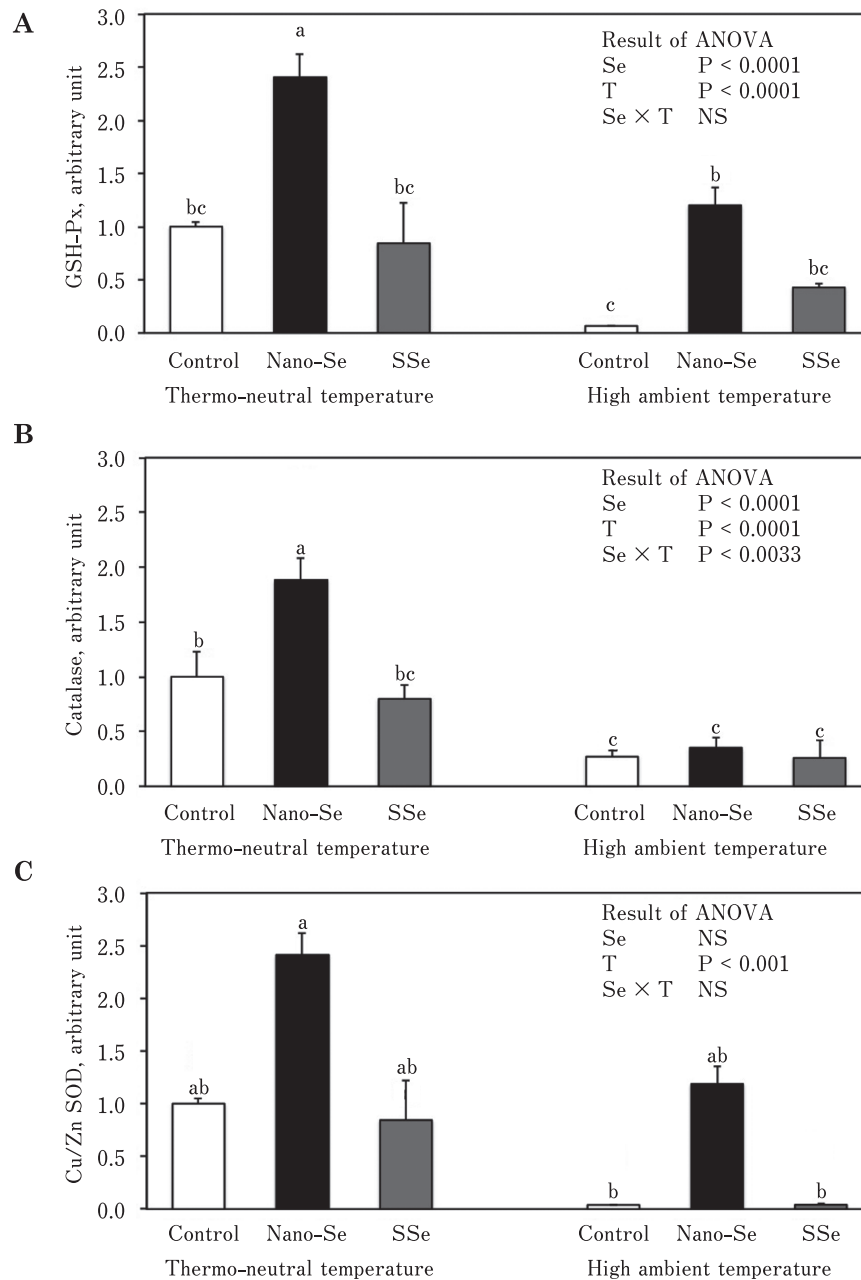 A
3.0
2.5
2.0
1.5
1.0
0.5
0.0
GSH-Px, arbitrary unit
Result of ANOVA
Se P < 0.0001
T P < 0.0001
Se × T NS
bc
a
bc
c
b
bc
Control Nano-Se SSe Control Nano-Se SSe
Thermo-neutral temperature High ambient temperature
B
3.0
2.5
2.0
1.5
1.0
0.5
0.0
Catalase, arbitrary unit
Result of ANOVA
Se P < 0.0001
T P < 0.0001
Se × T P < 0.0033
b
a
bc
c
c
c
Control Nano-Se SSe Control Nano-Se SSe
Thermo-neutral temperature High ambient temperature
C
3.0
2.5
2.0
1.5
1.0
0.5
0.0
Cu/Zn SOD, arbitrary unit
Result of ANOVA
Se NS
T P < 0.001
Se × T NS
ab
a
ab
b
ab
b
Control Nano-Se SSe Control Nano-Se SSe
Thermo-neutral temperature High ambient temperature